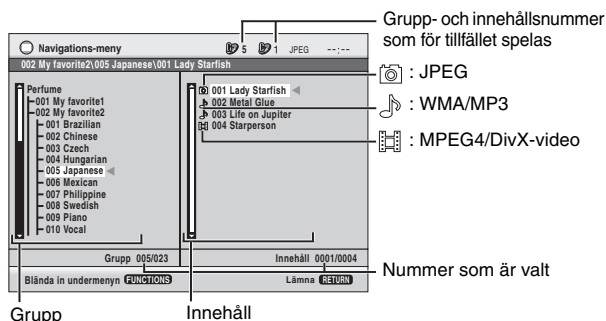 Grupp- och innehållsnummer
som för tillfället spelas
Navigations-meny
5 1 JPEG --:--
002 My favorite2\005 Japanese\001 Lady Starfish
Perfume
001 My favorite1
002 My favorite2
001 Brazilian
002 Chinese
003 Czech
004 Hungarian
005 Japanese
006 Mexican
007 Philippine
008 Swedish
009 Piano
010 Vocal
001 Lady Starfish
002 Metal Glue
003 Life on Jupiter
004 Starperson
: JPEG
: WMA/MP3
: MPEG4/DivX-video
Grupp 005/023
Innehåll 0001/0004
Nummer som är valt
Blända in undermenyn FUNCTIONS
Lämna RETURN
Grupp
Innehåll